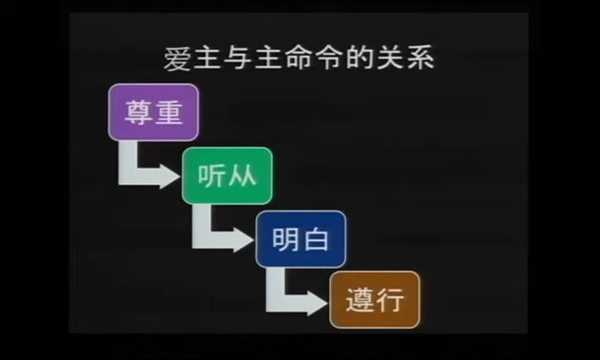 爱主与主命令的关系
尊重
听从
明白
遵行